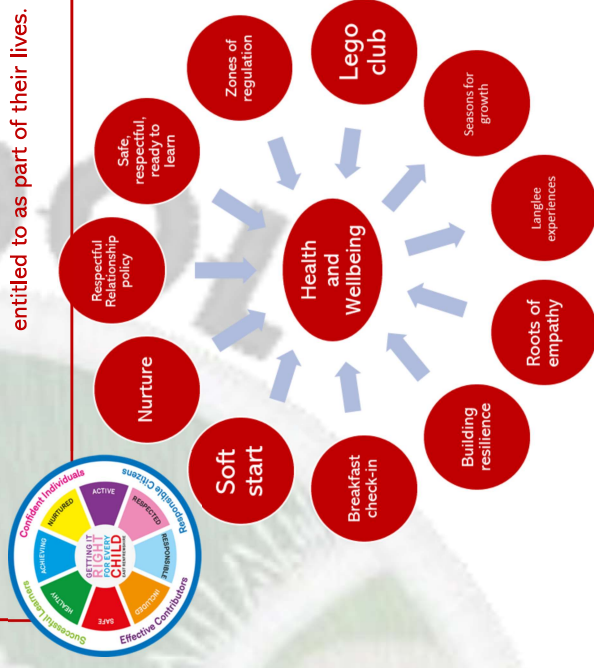 entitled to as part of their lives.
Confident Individuals
Responsible Citizens
Effective Contributors
Successful Learners
NURTURED
ACTIVE
RESPECTED
RESPONSIBLE
INCLUDED
SAFE
HEALTHY
ACHIEVING
GETTING IT
RIGHT
FOR EVERY
CHILD
Respectful
Relationship
policy
Safe,
respectful,
ready to
learn
Zones of
regulation
Lego
club
Seasons for
growth
Langlee
experiences
Roots of
empathy
Building
resilience
Breakfast
check-in
Soft
start
Nurture
Health
and
Wellbeing